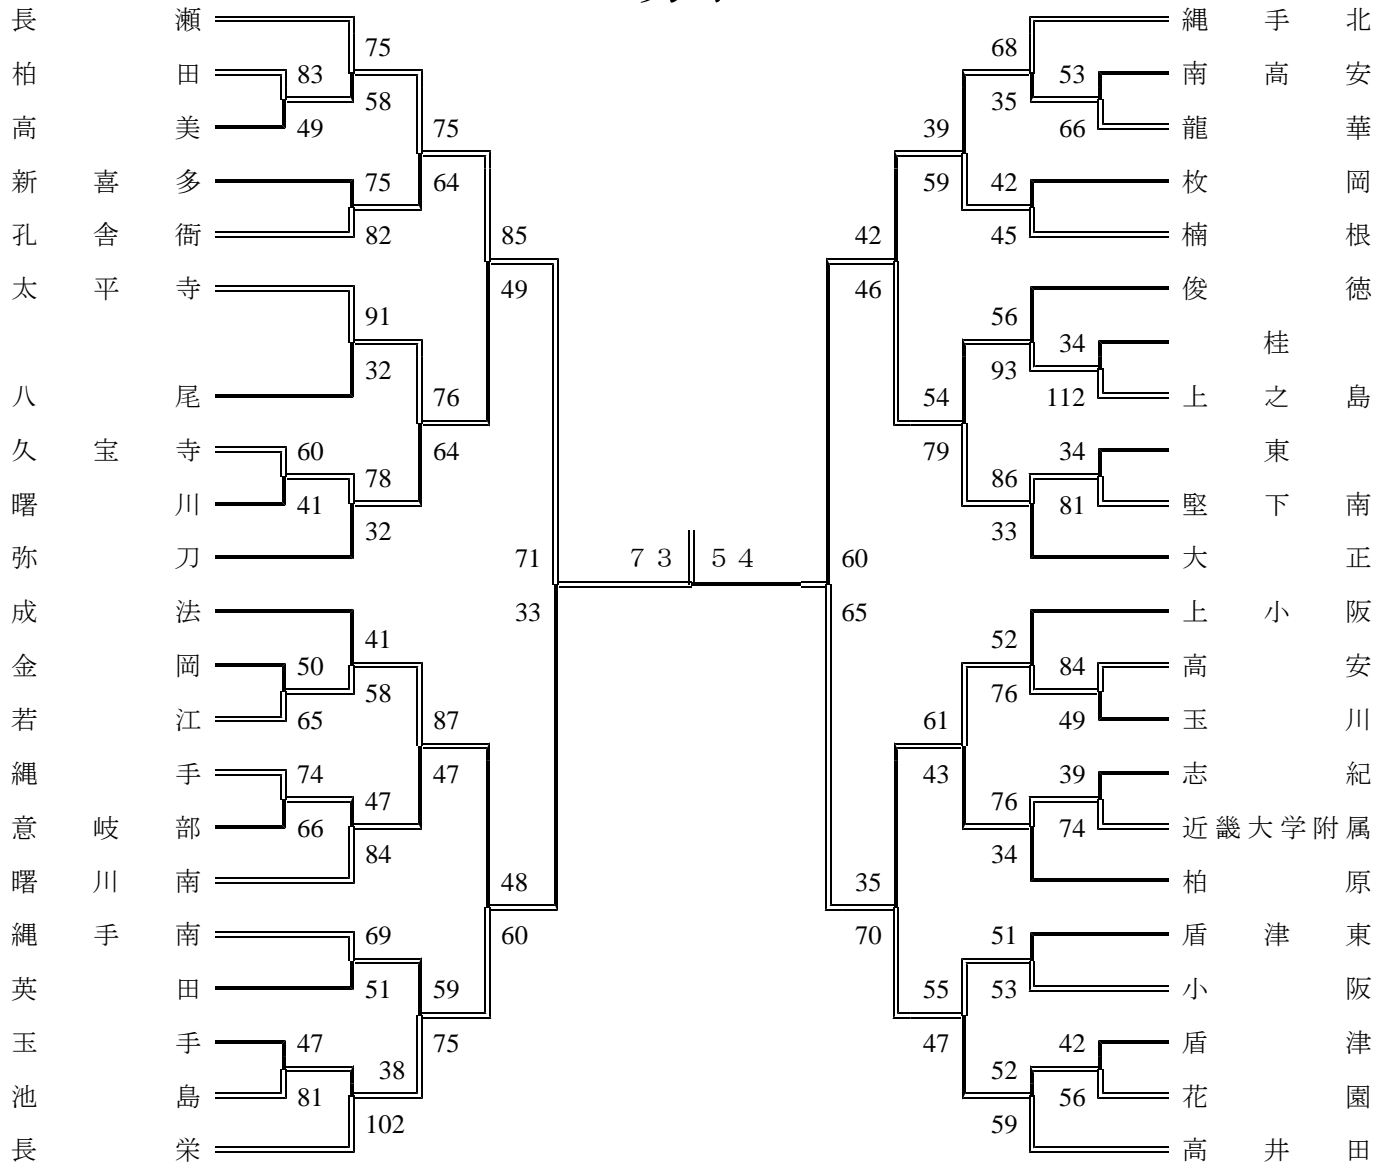 長瀬 縄手北
75 68
柏田 83 53 南高安
58 35
高美 49 75 39 66 龍華
新喜多 75 64 59 42 枚岡
孔舎衙 82 85 42 45 楠根
太平寺 49 46 俊徳
91 56
32 34 桂
93
八尾 76 54 112 上之島
久宝寺 60 64 79 34 東
78 86
曙川 41 81 堅下南
32 33
弥刀 71 73 54 60 大正
成法 33 65 上小阪
41 52
金岡 50 84 高安
58 76
若江 65 87 61 49 玉川
縄手 74 47 43 39 志紀
47 76
意岐部 66 74 近畿大学附属
84 34
曙川南 48 35 柏原
縄手南 69 60 70 51 盾津東
英田 51 59 55 53 小阪
玉手 47 75 47 42 盾津
38 52
池島 81 56 花園
102 59
長栄 高井田